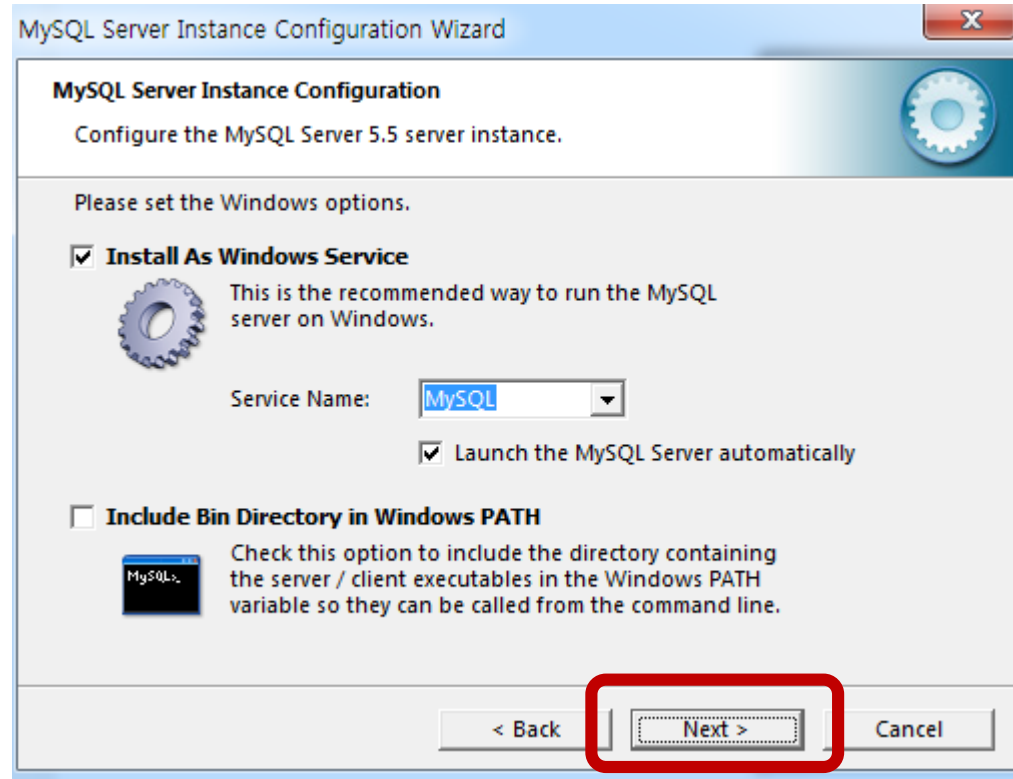 MySQL Server Instance Configuration Wizard
MySQL Server Instance Configuration
Configure the MySQL Server 5.5 server instance.
Please set the Windows options.
Install As Windows Service
This is the recommended way to run the MySQL
server on Windows.
Service Name: MySQL
Launch the MySQL Server automatically
Include Bin Directory in Windows PATH
MySQL>_
Check this option to include the directory containing
the server / client executables in the Windows PATH
variable so they can be called from the command line.
< Back Next > Cancel